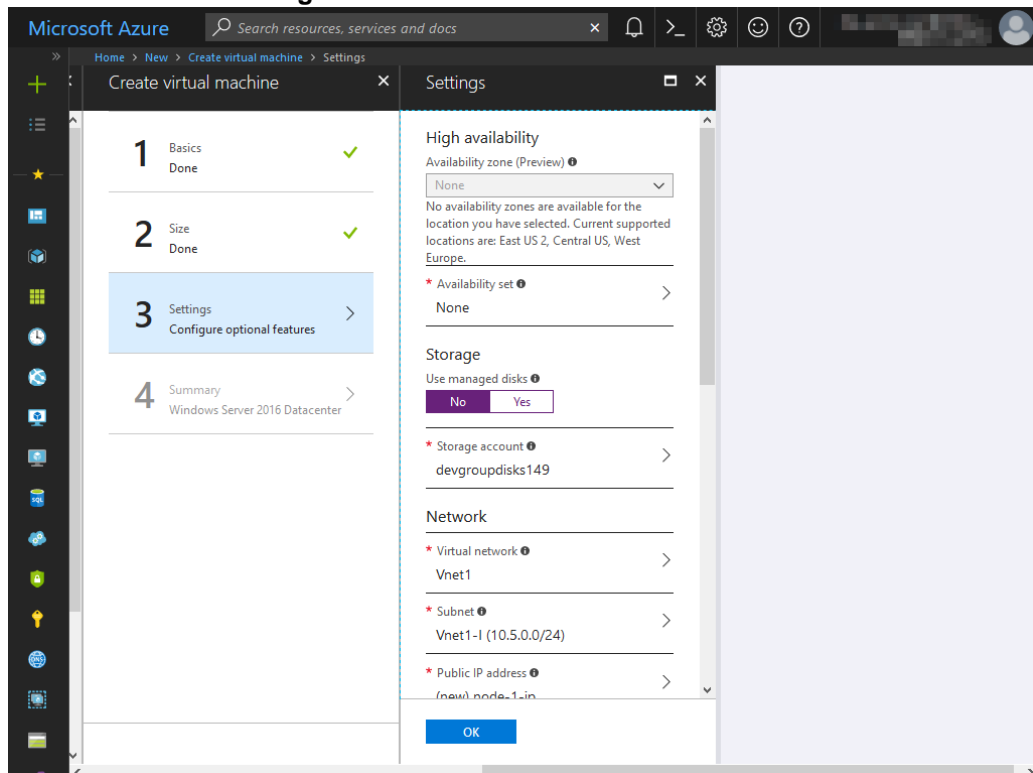 Microsoft Azure
Search resources, services and docs
Home > New > Create virtual machine > Settings
Create virtual machine
1
Basics
Done
2
Size
Done
3
Settings
Configure optional features
4
Summary
Windows Server 2016 Datacenter
Settings
High availability
Availability zone (Preview)
None
No availability zones are available for the
location you have selected. Current supported
locations are: East US 2, Central US, West
Europe.
* Availability set
None
Storage
Use managed disks
No Yes
* Storage account
devgroupdisks149
Network
* Virtual network
Vnet1
* Subnet
Vnet1-I (10.5.0.0/24)
* Public IP address
(new) node-1-ip
OK